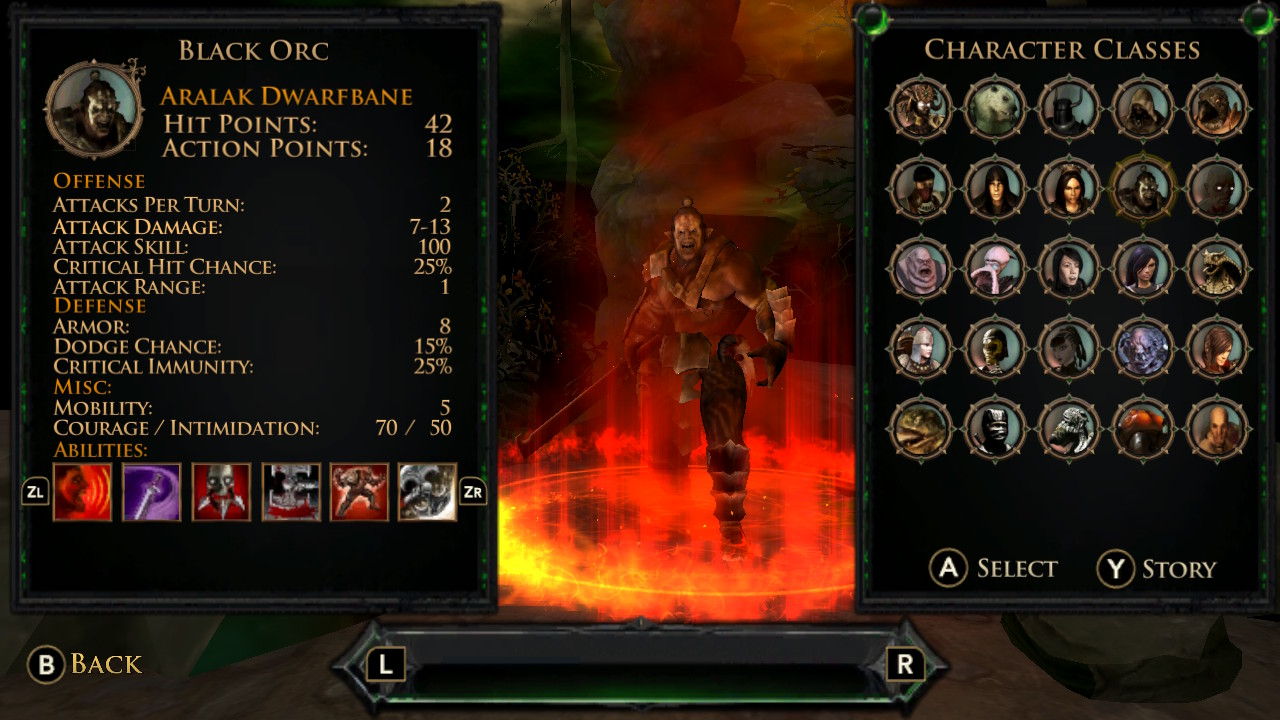 Black Orc
Aralak Dwarfbane
Hit Points: 42
Action Points: 18
Offense
Attacks Per Turn: 2
Attack Damage: 7-13
Attack Skill: 100
Critical Hit Chance: 25%
Attack Range: 1
Defense
Armor: 8
Dodge Chance: 15%
Critical Immunity: 25%
Misc:
Mobility: 5
Courage / Intimidation: 70 / 50
Abilities:
ZL ZR
Character Classes
A Select Y Story
B Back
L R